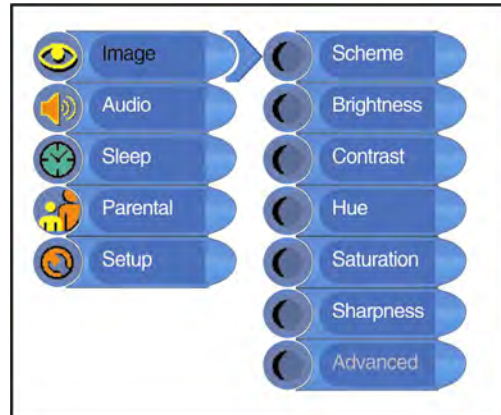 Image
Audio
Sleep
Parental
Setup
Scheme
Brightness
Contrast
Hue
Saturation
Sharpness
Advanced